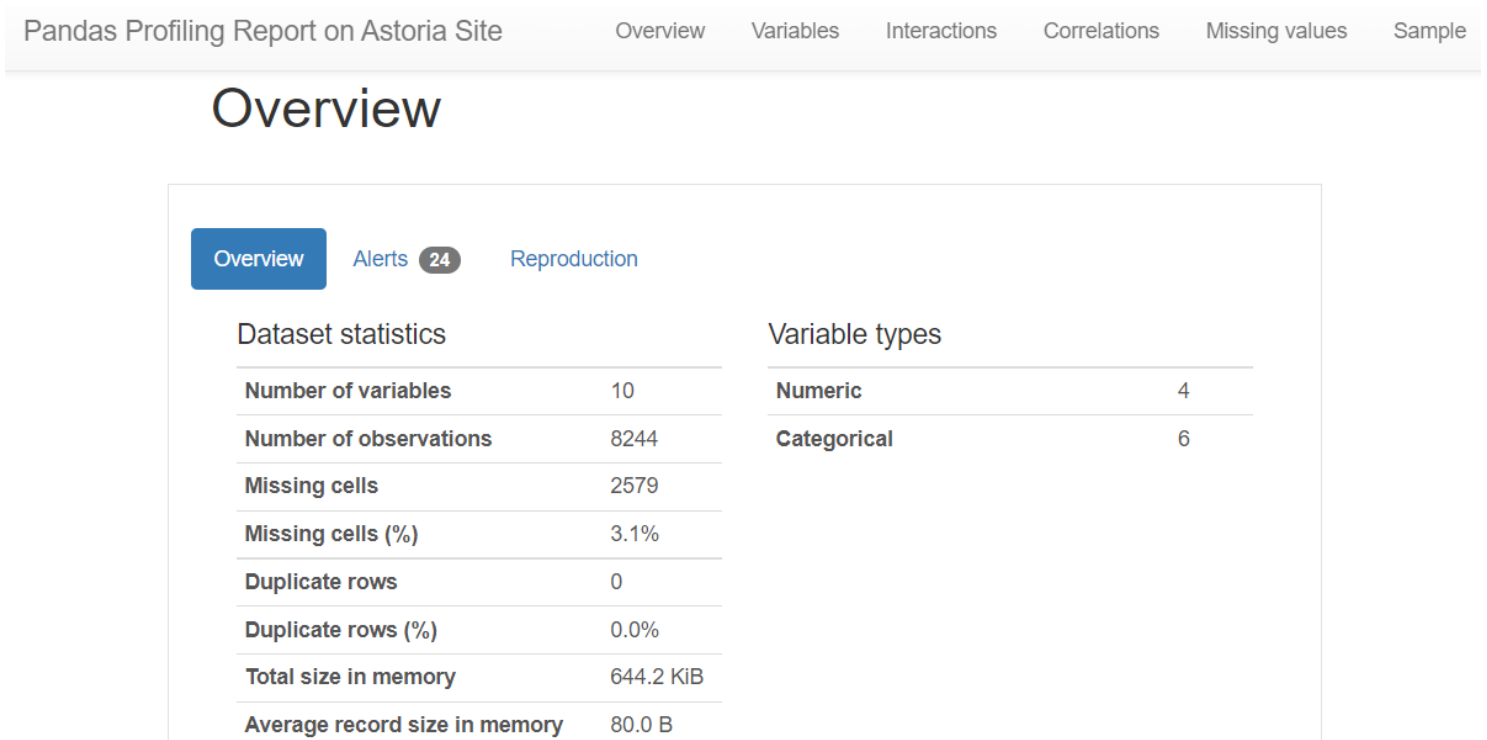 Pandas Profiling Report on Astoria Site Overview Variables Interactions Correlations Missing values Sample
Overview
Overview Alerts 24 Reproduction
Dataset statistics
Number of variables 10
Number of observations 8244
Missing cells 2579
Missing cells (%) 3.1%
Duplicate rows 0
Duplicate rows (%) 0.0%
Total size in memory 644.2 KiB
Average record size in memory 80.0 B
Variable types
Numeric 4
Categorical 6